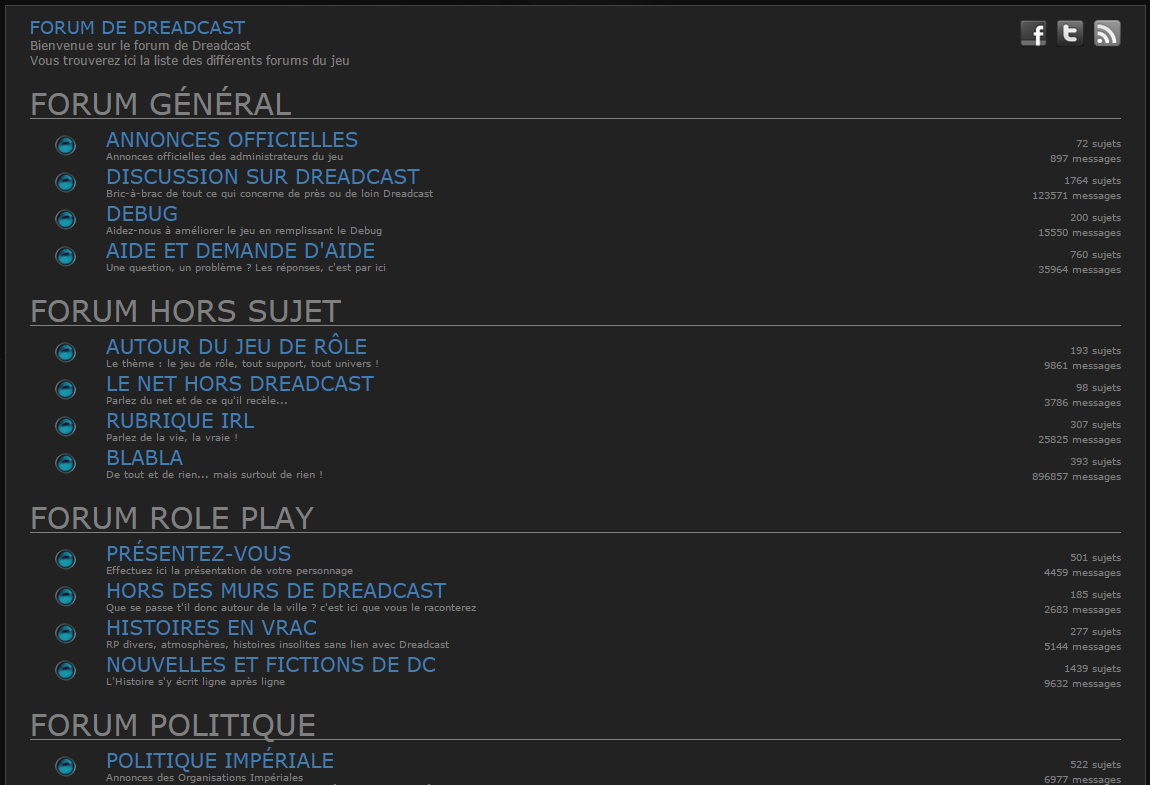 FORUM DE DREADCAST
Bienvenue sur le forum de Dreadcast
Vous trouverez ici la liste des différents forums du jeu
FORUM GÉNÉRAL
ANNONCES OFFICIELLES
Annonces officielles des administrateurs du jeu
72 sujets
897 messages
DISCUSSION SUR DREADCAST
Bric-à-brac de tout ce qui concerne de près ou de loin Dreadcast
1764 sujets
123571 messages
DEBUG
Aidez-nous à améliorer le jeu en remplissant le Debug
200 sujets
15550 messages
AIDE ET DEMANDE D'AIDE
Une question, un problème ? Les réponses, c'est par ici
760 sujets
35964 messages
FORUM HORS SUJET
AUTOUR DU JEU DE RÔLE
Le thème : le jeu de rôle, tout support, tout univers !
193 sujets
9861 messages
LE NET HORS DREADCAST
Parlez du net et de ce qu'il recèle...
98 sujets
3786 messages
RUBRIQUE IRL
Parlez de la vie, la vraie !
307 sujets
25825 messages
BLABLA
De tout et de rien... mais surtout de rien !
393 sujets
896857 messages
FORUM ROLE PLAY
PRÉSENTEZ-VOUS
Effectuez ici la présentation de votre personnage
501 sujets
4459 messages
HORS DES MURS DE DREADCAST
Que se passe t'il donc autour de la ville ? c'est ici que vous le raconterez
185 sujets
2683 messages
HISTOIRES EN VRAC
RP divers, atmosphères, histoires insolites sans lien avec Dreadcast
277 sujets
5144 messages
NOUVELLES ET FICTIONS DE DC
L'Histoire s'y écrit ligne après ligne
1439 sujets
9632 messages
FORUM POLITIQUE
POLITIQUE IMPÉRIALE
Annonces des Organisations Impériales
522 sujets
6977 messages